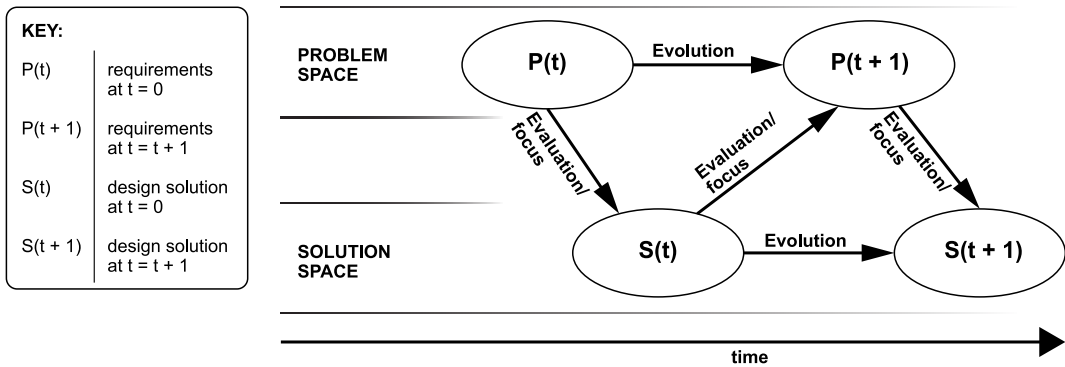 KEY:
P(t) requirements
at t = 0
P(t + 1) requirements
at t = t + 1
S(t) design solution
at t = 0
S(t + 1) design solution
at t = t + 1
PROBLEM
SPACE
P(t)
Evolution
P(t + 1)
Evaluation/
focus
Evaluation/
focus
Evaluation/
focus
SOLUTION
SPACE
S(t)
Evolution
S(t + 1)
time